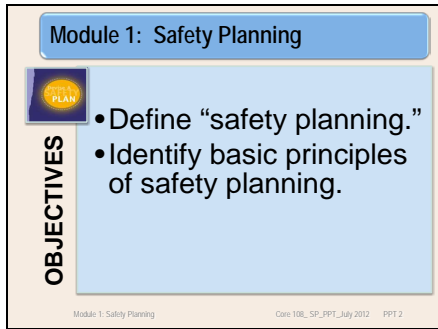 Module 1: Safety Planning
SAFETY
PLAN
OBJECTIVES
•Define “safety planning.”
•Identify basic principles
of safety planning.
Module 1: Safety Planning
Core 108_ SP_PPT_July 2012 PPT 2